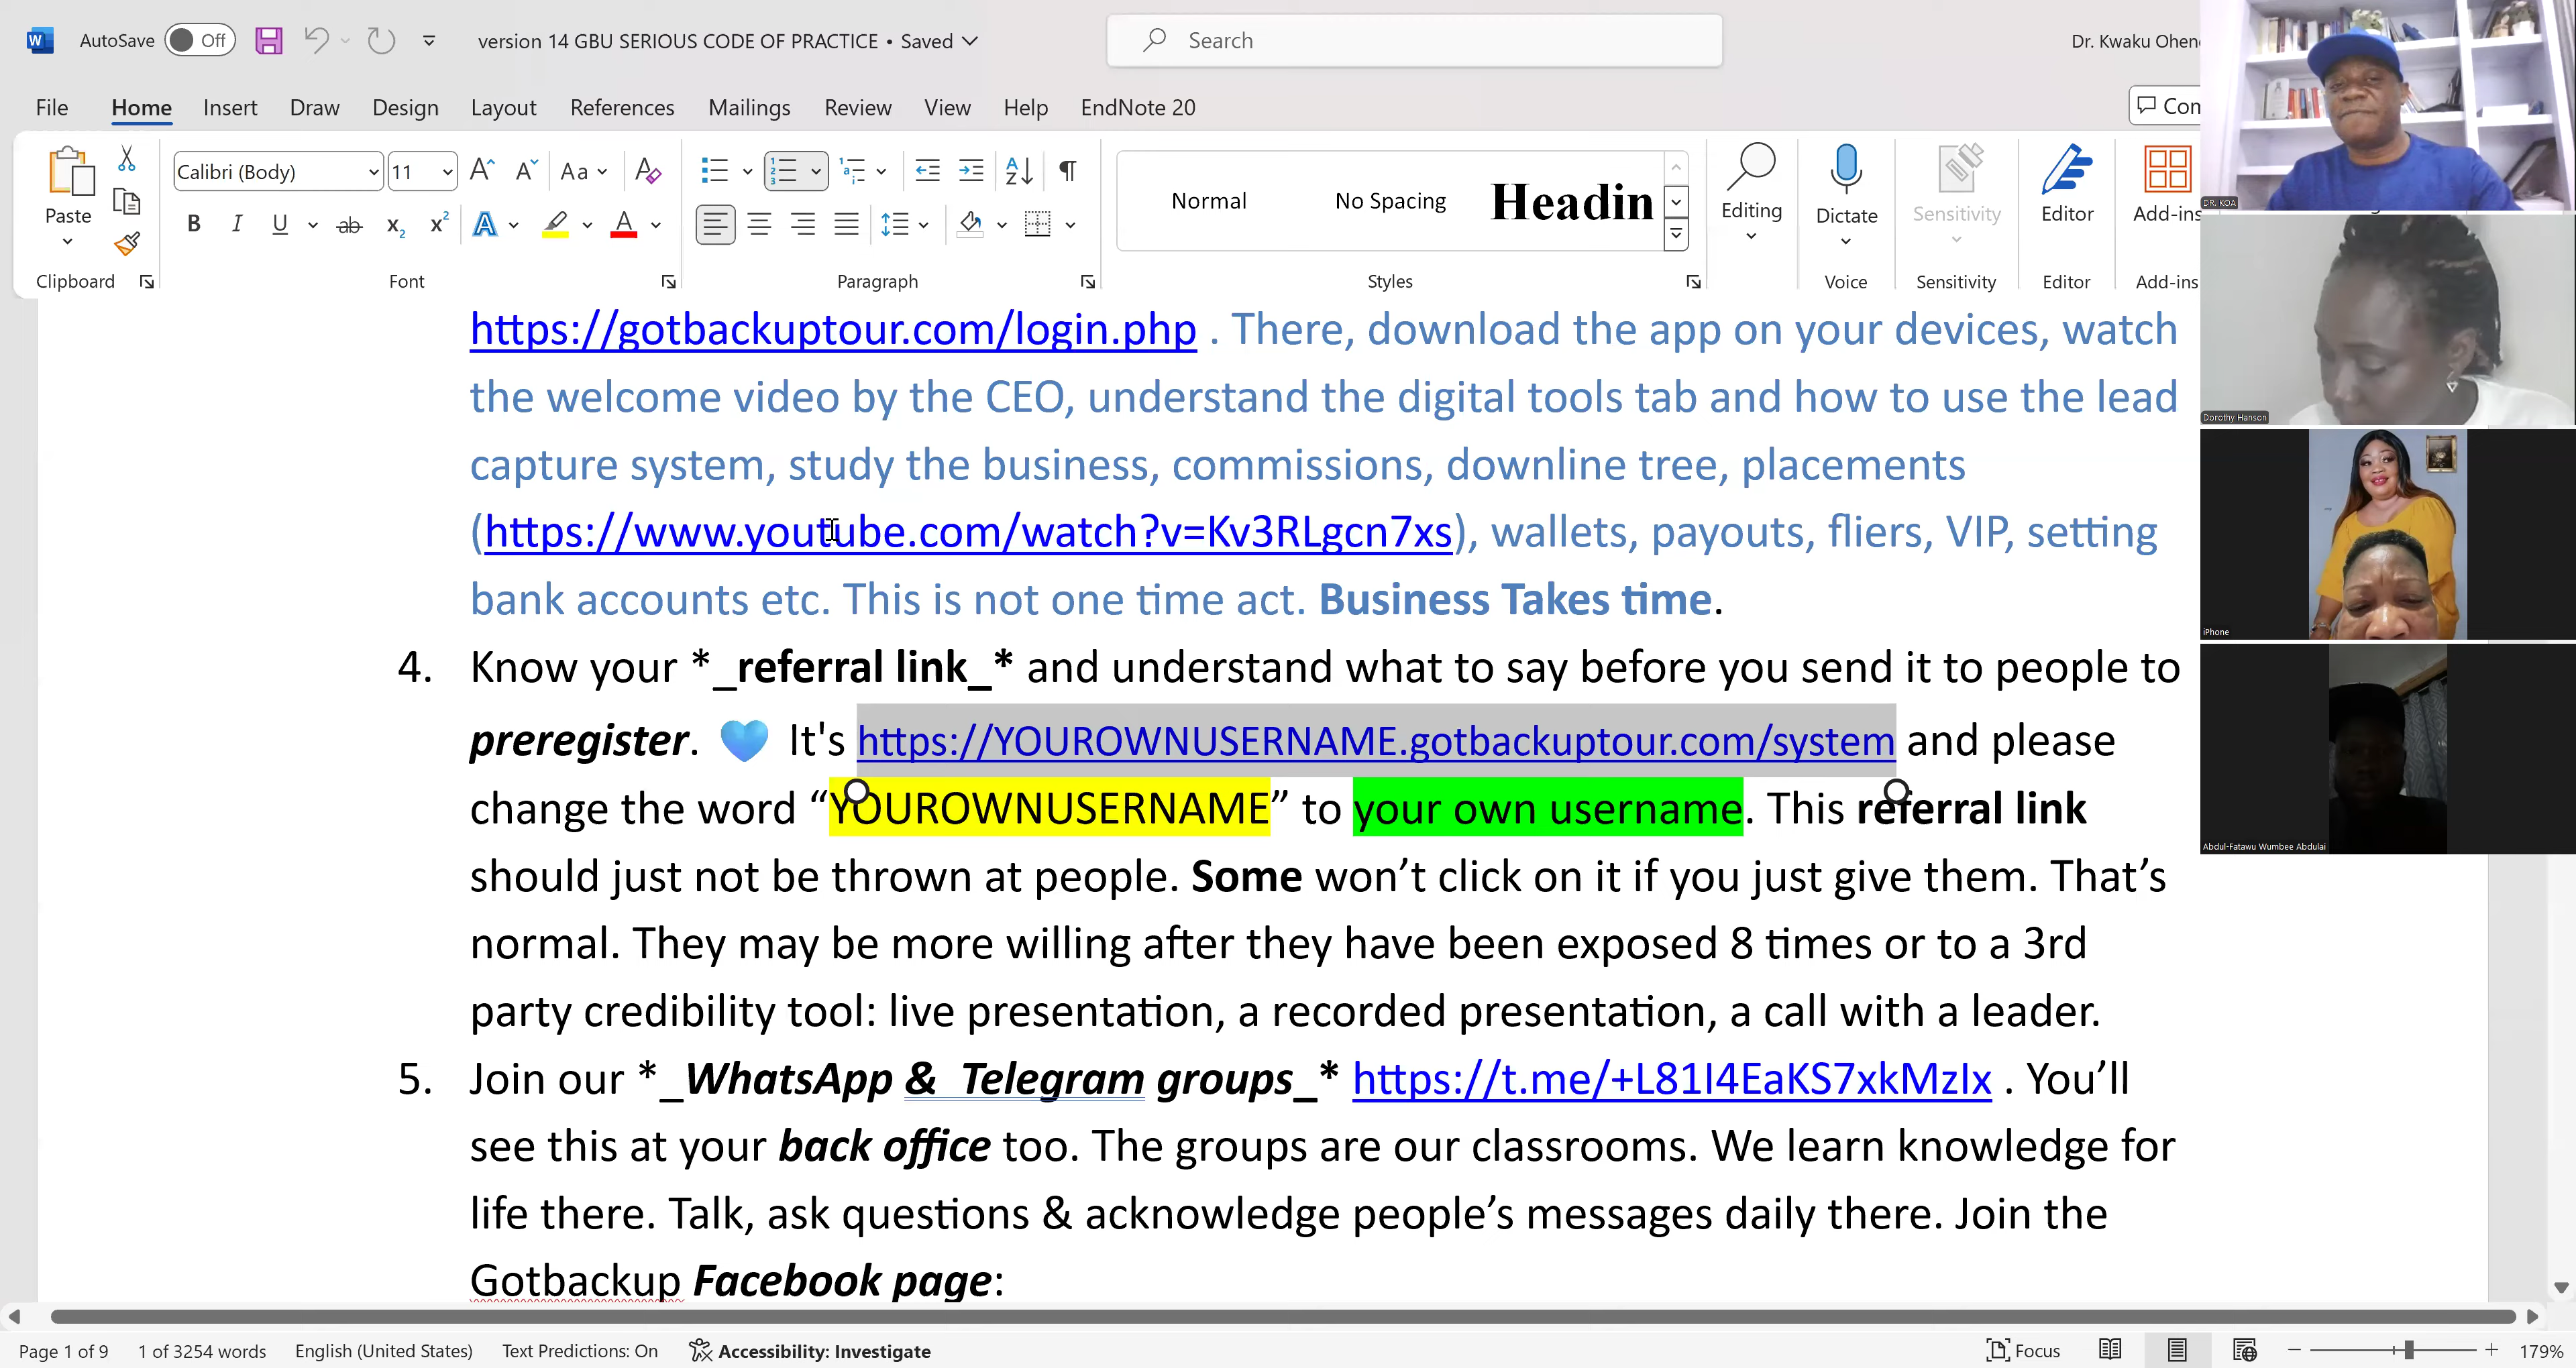 AutoSave Off version 14 GBU SERIOUS CODE OF PRACTICE • Saved Search Dr. Kwaku Ohene
File Home Insert Draw Design Layout References Mailings Review View Help EndNote 20 Com
Calibri (Body) 11 Aa
Normal No Spacing Headin
Paste Editing Dictate Sensitivity Editor Add-ins
Clipboard Font Paragraph Styles Voice Sensitivity Editor Add-ins
https://gotbackuptour.com/login.php . There, download the app on your devices, watch
the welcome video by the CEO, understand the digital tools tab and how to use the lead
capture system, study the business, commissions, downline tree, placements
(https://www.youtube.com/watch?v=Kv3RLgcn7xs), wallets, payouts, fliers, VIP, setting
bank accounts etc. This is not one time act. Business Takes time.
4. Know your *_referral link_* and understand what to say before you send it to people to
preregister. 💙 It's https://YOUROWNUSERNAME.gotbackuptour.com/system and please
change the word “YOUROWNUSERNAME” to your own username. This referral link
should just not be thrown at people. Some won’t click on it if you just give them. That’s
normal. They may be more willing after they have been exposed 8 times or to a 3rd
party credibility tool: live presentation, a recorded presentation, a call with a leader.
5. Join our *_WhatsApp & Telegram groups_* https://t.me/+L81I4EaKS7xkMzIx . You’ll
see this at your back office too. The groups are our classrooms. We learn knowledge for
life there. Talk, ask questions & acknowledge people’s messages daily there. Join the
Gotbackup Facebook page:
Page 1 of 9 1 of 3254 words English (United States) Text Predictions: On Accessibility: Investigate Focus 179%
DR. KOA
Dorothy Hanson
iPhone
Abdul-Fatawu Wumbee Abdulai